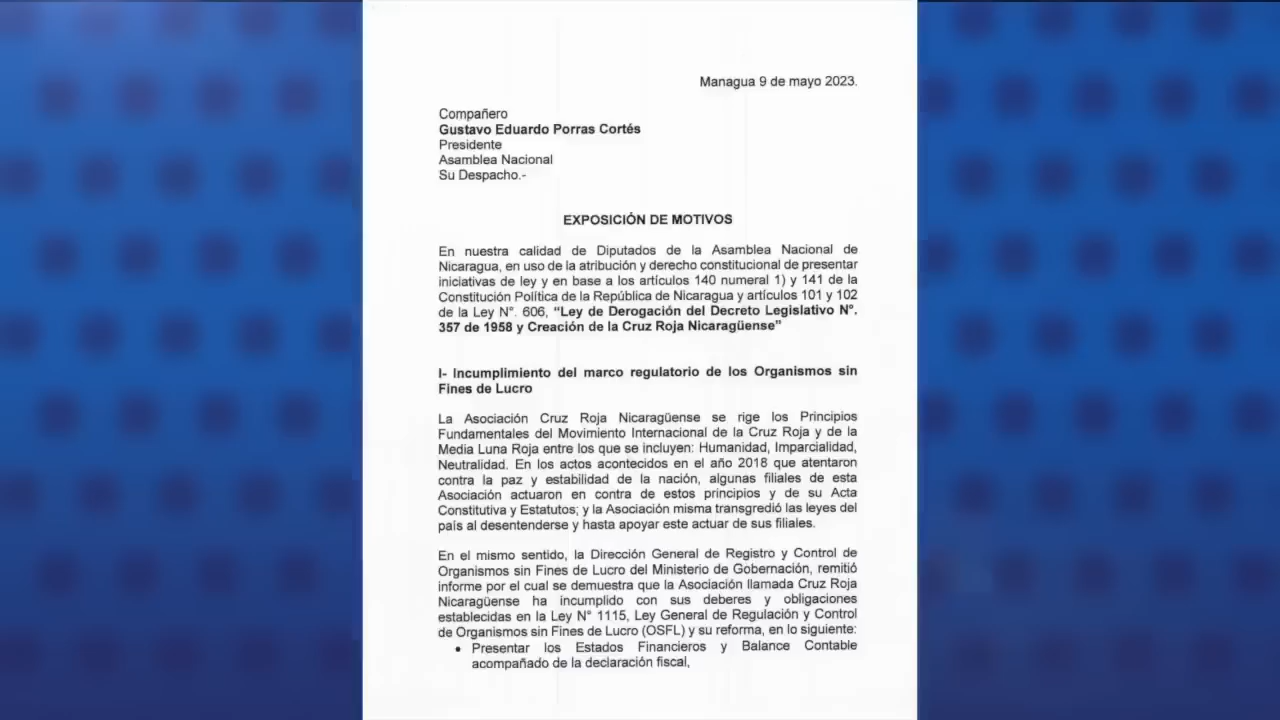 Managua 9 de mayo 2023.
Compañero
Gustavo Eduardo Porras Cortés
Presidente
Asamblea Nacional
Su Despacho.-
EXPOSICIÓN DE MOTIVOS
En nuestra calidad de Diputados de la Asamblea Nacional de
Nicaragua, en uso de la atribución y derecho constitucional de presentar
iniciativas de ley y en base a los artículos 140 numeral 1) y 141 de la
Constitución Política de la República de Nicaragua y artículos 101 y 102
de la Ley N°. 606, “Ley de Derogación del Decreto Legislativo N°.
357 de 1958 y Creación de la Cruz Roja Nicaragüense”
I- Incumplimiento del marco regulatorio de los Organismos sin
Fines de Lucro
La Asociación Cruz Roja Nicaragüense se rige los Principios
Fundamentales del Movimiento Internacional de la Cruz Roja y de la
Media Luna Roja entre los que se incluyen: Humanidad, Imparcialidad,
Neutralidad. En los actos acontecidos en el año 2018 que atentaron
contra la paz y estabilidad de la nación, algunas filiales de esta
Asociación actuaron en contra de estos principios y de su Acta
Constitutiva y Estatutos; y la Asociación misma transgredió las leyes del
país al desentenderse y hasta apoyar este actuar de sus filiales.
En el mismo sentido, la Dirección General de Registro y Control de
Organismos sin Fines de Lucro del Ministerio de Gobernación, remitió
informe por el cual se demuestra que la Asociación llamada Cruz Roja
Nicaragüense ha incumplido con sus deberes y obligaciones
establecidas en la Ley N° 1115, Ley General de Regulación y Control
de Organismos sin Fines de Lucro (OSFL) y su reforma, en lo siguiente:
• Presentar los Estados Financieros y Balance Contable
acompañado de la declaración fiscal,